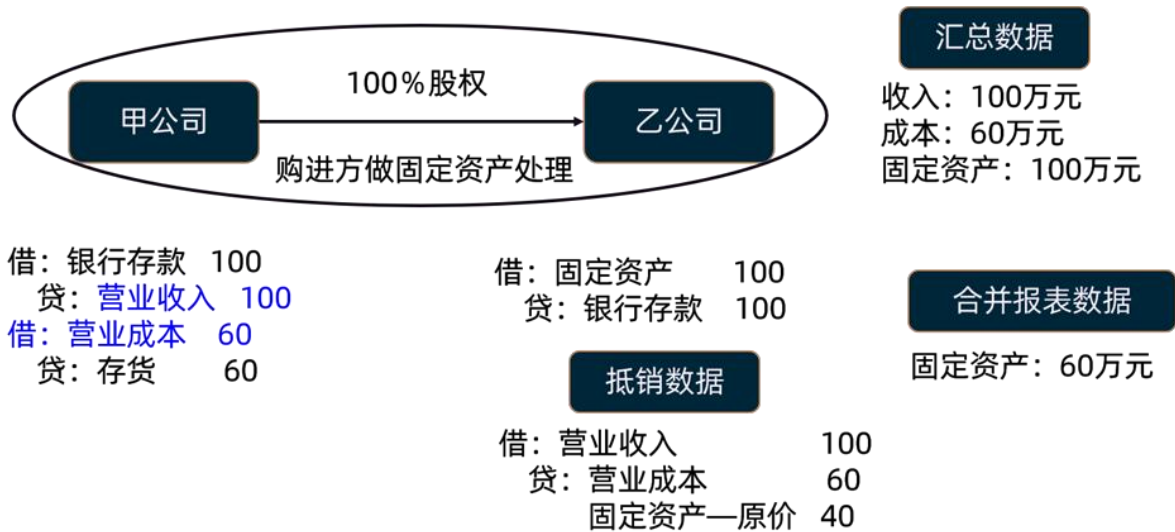 汇总数据
100%股权
甲公司
乙公司
购进方做固定资产处理
收入：100万元
成本：60万元
固定资产：100万元
借：银行存款 100
贷：营业收入 100
借：营业成本 60
贷：存货 60
借：固定资产 100
贷：银行存款 100
合并报表数据
固定资产：60万元
抵销数据
借：营业收入 100
贷：营业成本 60
固定资产—原价 40